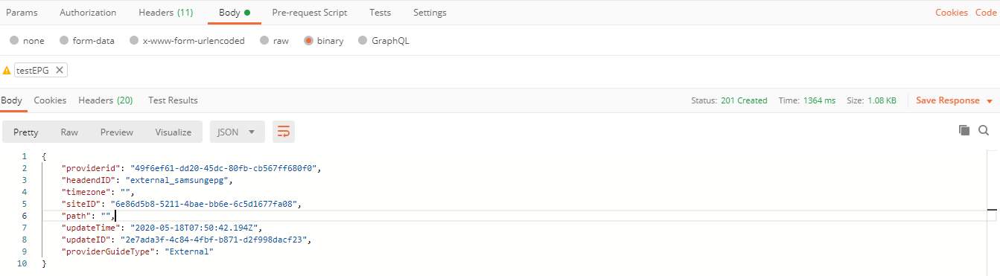 Params Authorization Headers (11) Body Pre-request Script Tests Settings Cookies Code
none form-data x-www-form-urlencoded raw binary GraphQL
testEPG
Body Cookies Headers (20) Test Results Status: 201 Created Time: 1364 ms Size: 1.08 KB Save Response
Pretty Raw Preview Visualize JSON
1 {
2 "providerid": "49f6ef61-dd20-45dc-80fb-cb567ff680f0",
3 "headendID": "external_samsungepg",
4 "timezone": "",
5 "siteID": "6e86d5b8-5211-4bae-bb6e-6c5d1677fa08",
6 "path": "",
7 "updateTime": "2020-05-18T07:50:42.194Z",
8 "updateID": "2e7ada3f-4c84-4fbf-b871-d2f998dacf23",
9 "providerGuideType": "External"
10 }